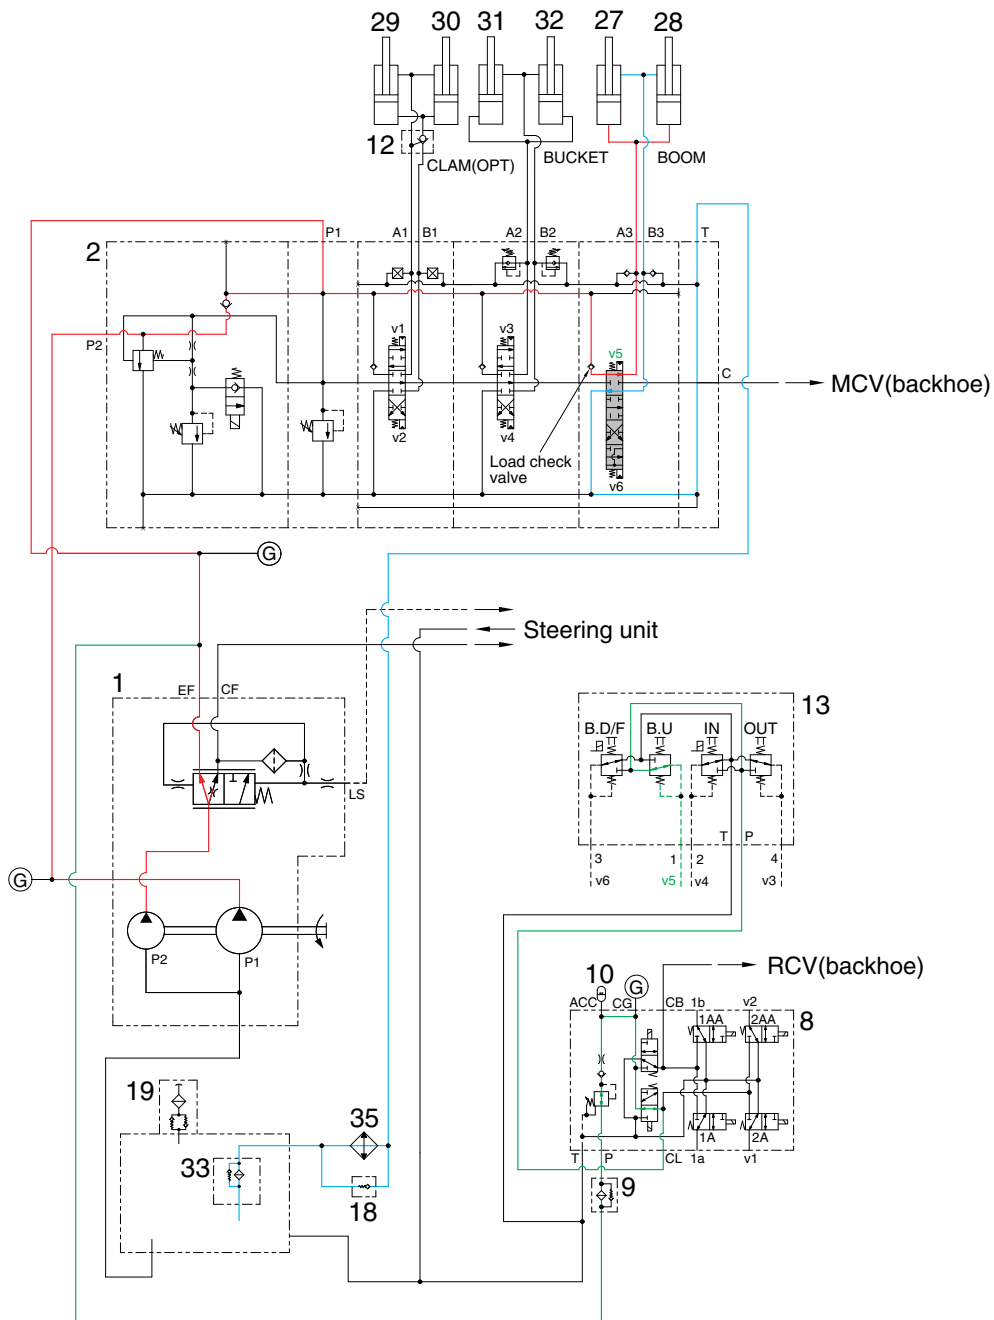 29 30 31 32 27 28
12
CLAM(OPT) BUCKET BOOM
P1 A1 B1 A2 B2 A3 B3 T
2
P2
v1 v3 v5
C
MCV(backhoe)
v2 v4
Load check
valve
v6
G
Steering unit
1
EF CF
LS
13
B.D/F B.U IN OUT
T P
3 1 2 4
v6 v5 v4 v3
G
P2 P1
RCV(backhoe)
10
G
ACC CG CB 1b v2
8
1AA 2AA
19
35
1A 2A
33
T P CL 1a v1
18
9